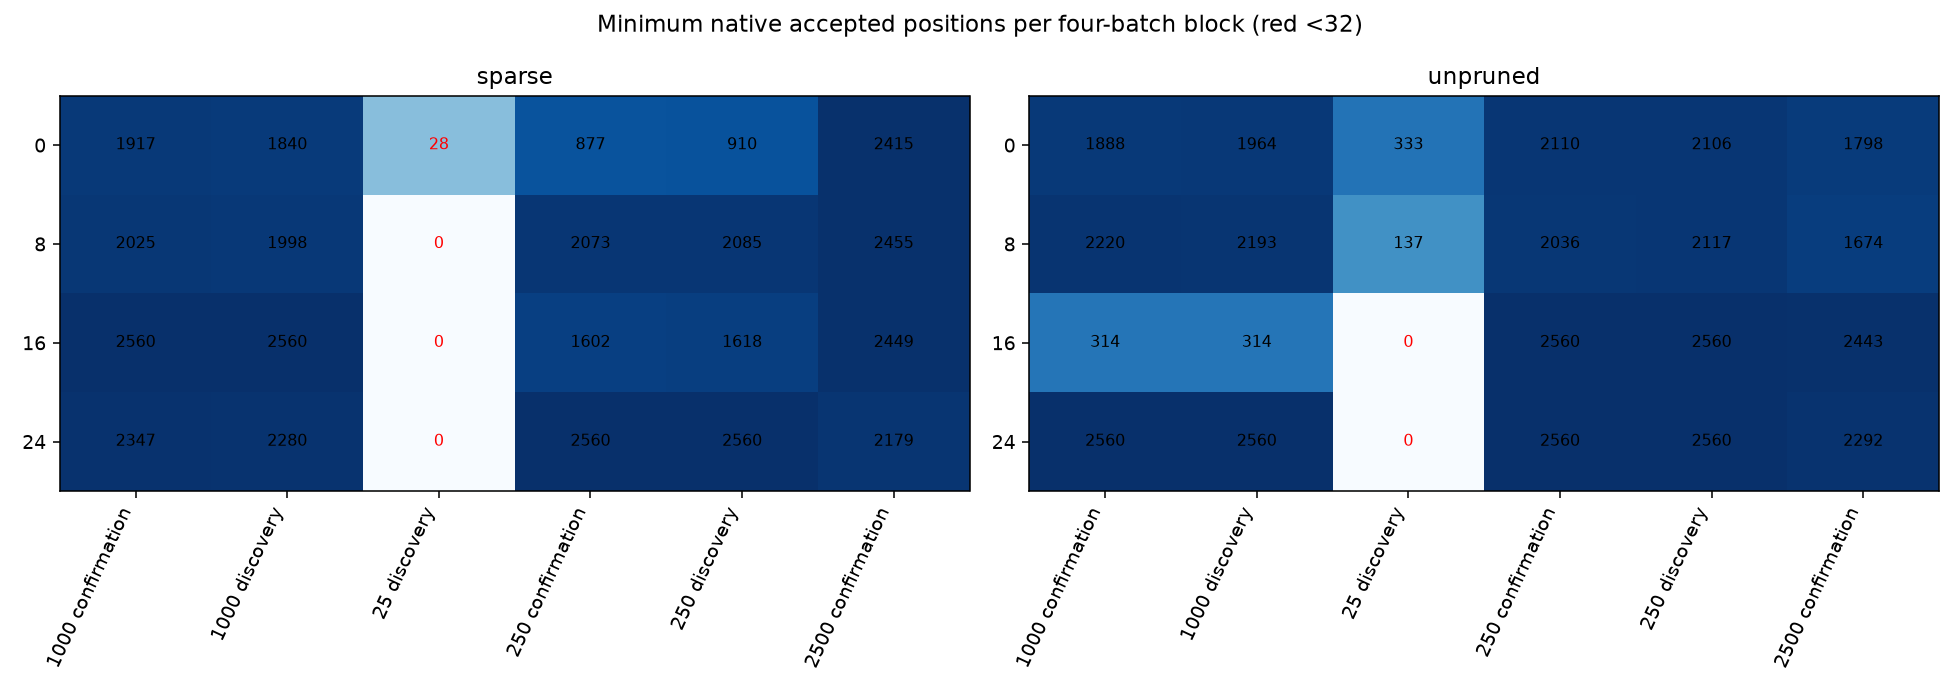 Minimum native accepted positions per four-batch block (red <32)
sparse
0 1917 1840 28 877 910 2415
8 2025 1998 0 2073 2085 2455
16 2560 2560 0 1602 1618 2449
24 2347 2280 0 2560 2560 2179
1000 confirmation
1000 discovery
25 discovery
250 confirmation
250 discovery
2500 confirmation
unpruned
0 1888 1964 333 2110 2106 1798
8 2220 2193 137 2036 2117 1674
16 314 314 0 2560 2560 2443
24 2560 2560 0 2560 2560 2292
1000 confirmation
1000 discovery
25 discovery
250 confirmation
250 discovery
2500 confirmation